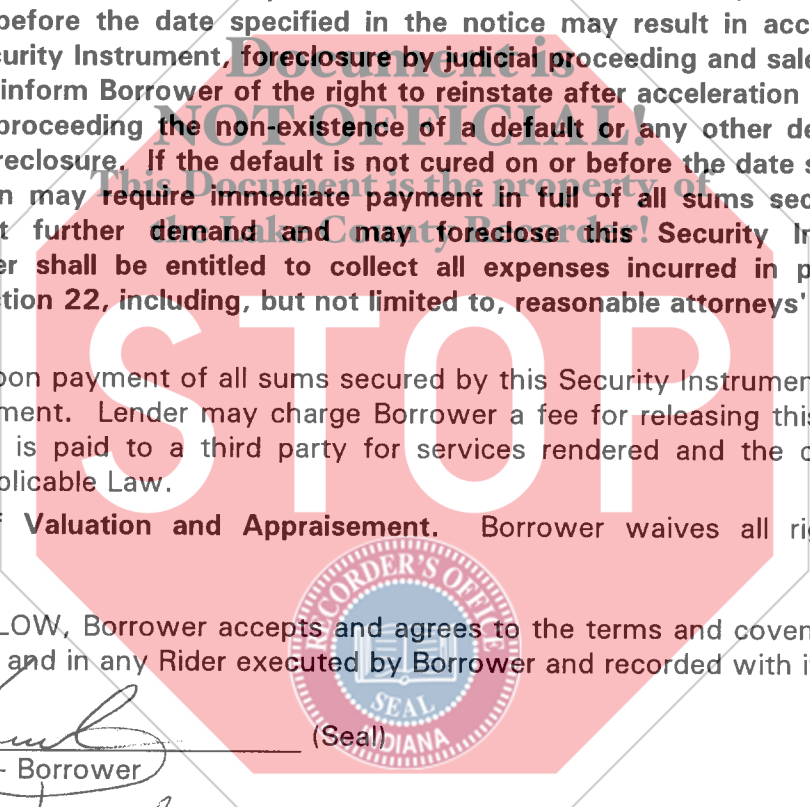 before the date specified in the notice may result in acc
curity Instrument, foreclosure by judicial proceeding and sale
inform Borrower of the right to reinstate after acceleration
proceeding the non-existence of a default or any other de
reclosure. If the default is not cured on or before the date s
n may require immediate payment in full of all sums sec
t further demand and may foreclose this Security In
er shall be entitled to collect all expenses incurred in p
tion 22, including, but not limited to, reasonable attorneys'
Document is
NOT OFFICIAL!
This Document is the property of
the Lake County Recorder!
STOP
pon payment of all sums secured by this Security Instrumen
ment. Lender may charge Borrower a fee for releasing this
is paid to a third party for services rendered and the c
plicable Law.
f Valuation and Appraisement. Borrower waives all rig
RECORDER'S OFFICE
SEAL
INDIANA
LOW, Borrower accepts and agrees to the terms and coven
and in any Rider executed by Borrower and recorded with i
(Seal)
- Borrower